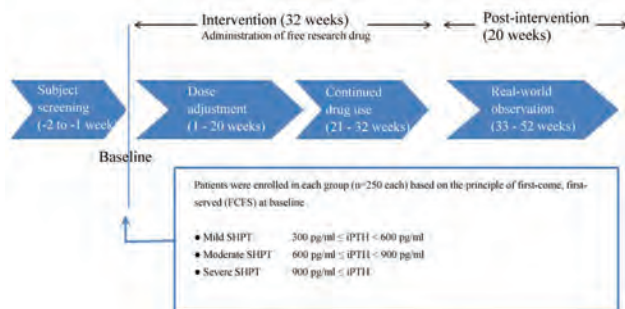 Intervention (32 weeks)
Administration of free research drug
Post-intervention
(20 weeks)
Subject
screening
(-2 to -1 week)
Dose
adjustment
(1 - 20 weeks)
Continued
drug use
(21 - 32 weeks)
Real-world
observation
(33 - 52 weeks)
Baseline
Patients were enrolled in each group (n=250 each) based on the principle of first-come, first-
served (FCFS) at baseline
● Mild SHPT 300 pg/ml ≤ iPTH < 600 pg/ml
● Moderate SHPT 600 pg/ml ≤ iPTH < 900 pg/ml
● Severe SHPT 900 pg/ml ≤ iPTH